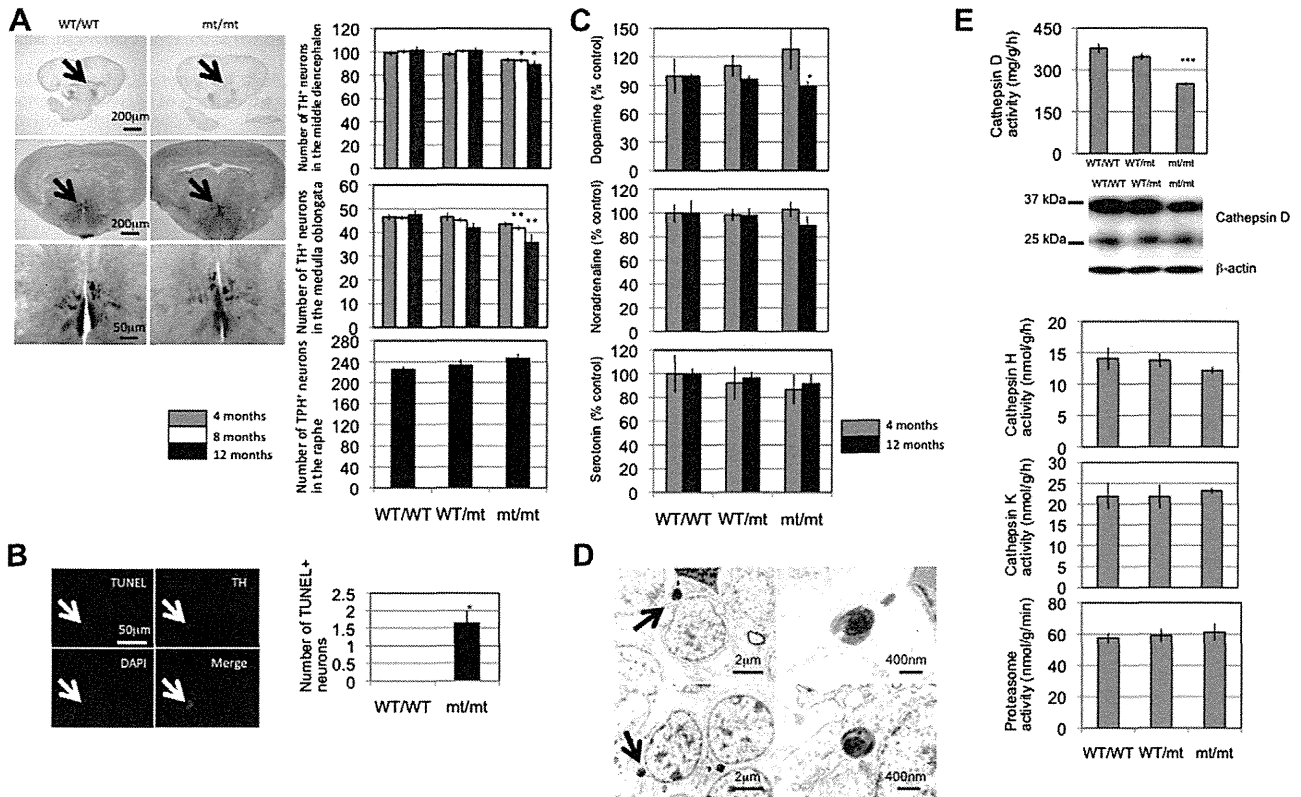 A
WT/WT
mt/mt
200μm
200μm
200μm
200μm
50μm
50μm
4 months
8 months
12 months
Number of TH⁺ neurons
in the middle diencephalon
120
100
80
60
40
20
0
* *
Number of TH⁺ neurons
in the medulla oblongata
60
50
40
30
20
10
0
** **
Number of TPH⁺ neurons
in the raphe
280
240
200
160
120
80
40
0
WT/WT WT/mt mt/mt
B
TUNEL
TH
50μm
DAPI
Merge
Number of TUNEL+
neurons
2.5
2
1.5
1
0.5
0
*
WT/WT mt/mt
C
Dopamine (% control)
150
120
90
60
30
0
*
Noradrenaline (% control)
140
120
100
80
60
40
20
0
Serotonin (% control)
120
100
80
60
40
20
0
WT/WT WT/mt mt/mt
4 months
12 months
D
2μm
400nm
2μm
400nm
E
Cathepsin D
activity (mg/g/h)
450
300
150
0
***
WT/WT WT/mt mt/mt
WT/WT WT/mt mt/mt
37 kDa
25 kDa
Cathepsin D
β-actin
Cathepsin H
activity (nmol/g/h)
20
15
10
5
0
Cathepsin K
activity (nmol/g/h)
30
25
20
15
10
5
0
Proteasome
activity (nmol/g/min)
80
60
40
20
0
WT/WT WT/mt mt/mt